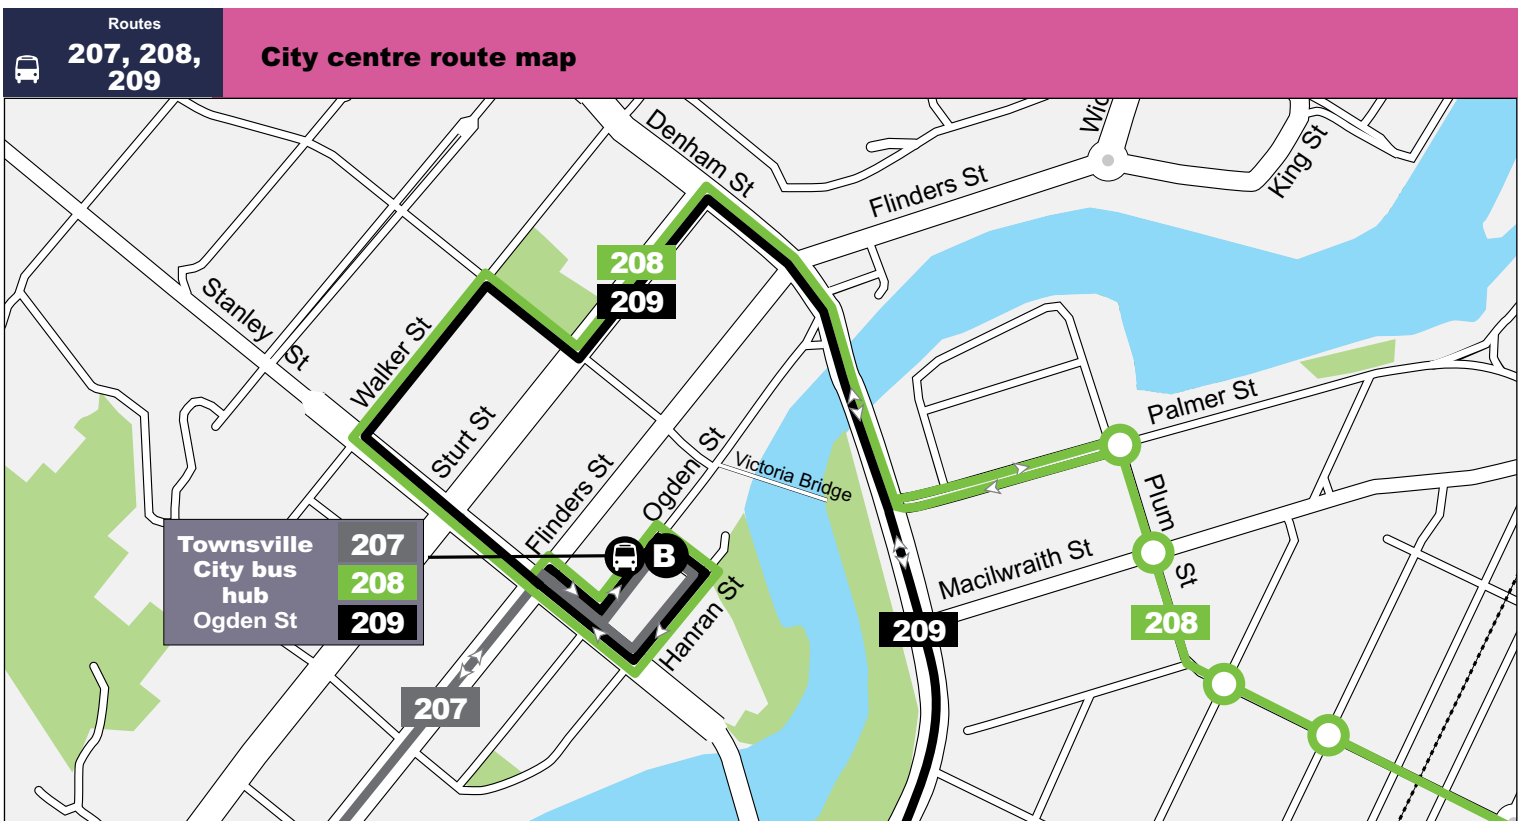 Routes
207, 208,
209
City centre route map
Denham St
Flinders St
King St
Stanley St
Walker St
208
209
Sturt St
Flinders St
Ogden St
Victoria Bridge
Palmer St
Plum St
Macilwraith St
Townsville
City bus
hub
Ogden St
207
208
209
B
Hanran St
207
209
208